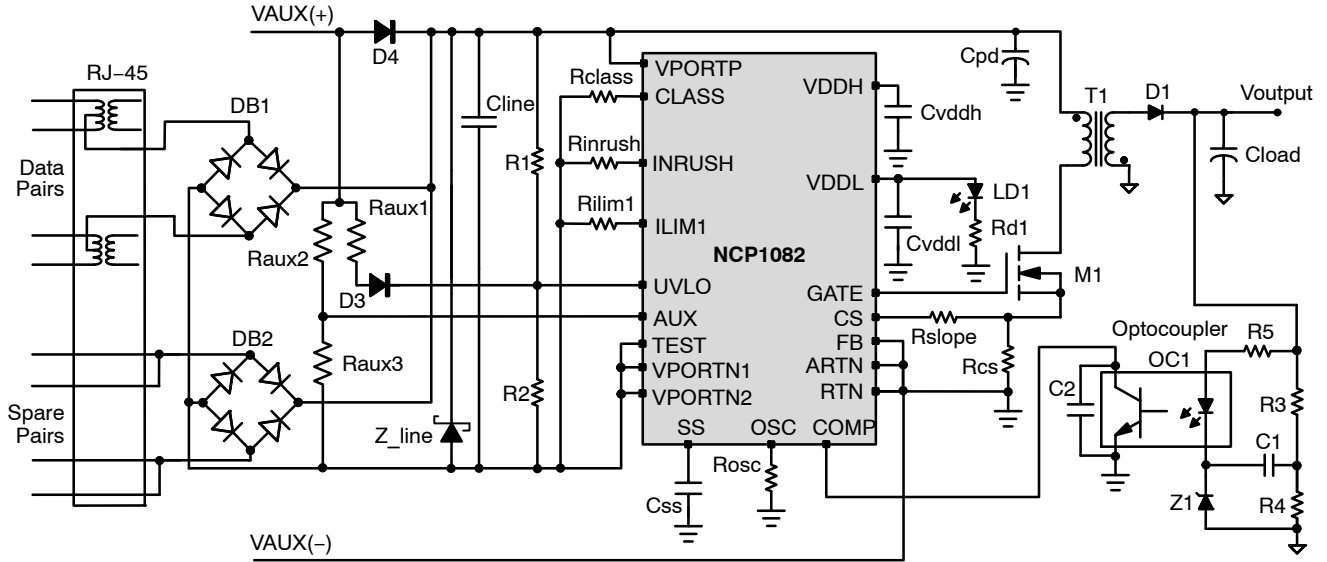 VAUX(+)
D4
RJ−45
DB1
Data
Pairs
Raux1
Raux2
D3
DB2
Raux3
Spare
Pairs
Z_line
Cline
R1
R2
Rclass
Rinrush
Rilim1
VPORTP
CLASS
INRUSH
ILIM1
NCP1082
UVLO
AUX
TEST
VPORTN1
VPORTN2
SS
OSC
COMP
VDDH
VDDL
GATE
CS
FB
ARTN
RTN
Css
Rosc
Cpd
Cvddh
Cvddl
LD1
Rd1
M1
Rslope
Rcs
T1
D1
Voutput
Cload
Optocoupler
OC1
R5
C2
R3
C1
Z1
R4
VAUX(−)